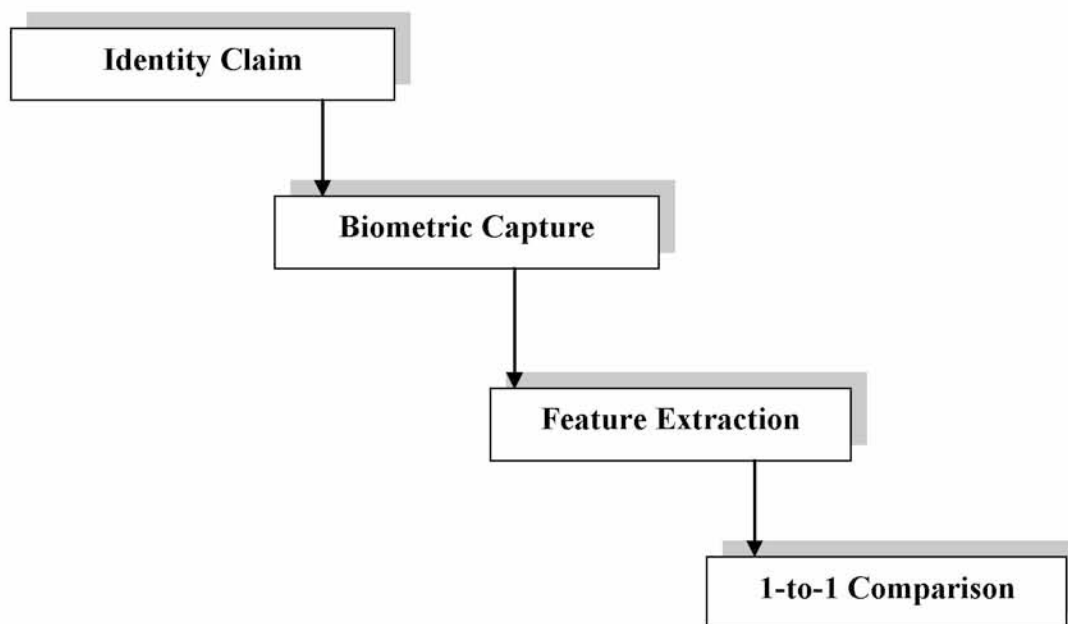 Identity Claim
Biometric Capture
Feature Extraction
1-to-1 Comparison